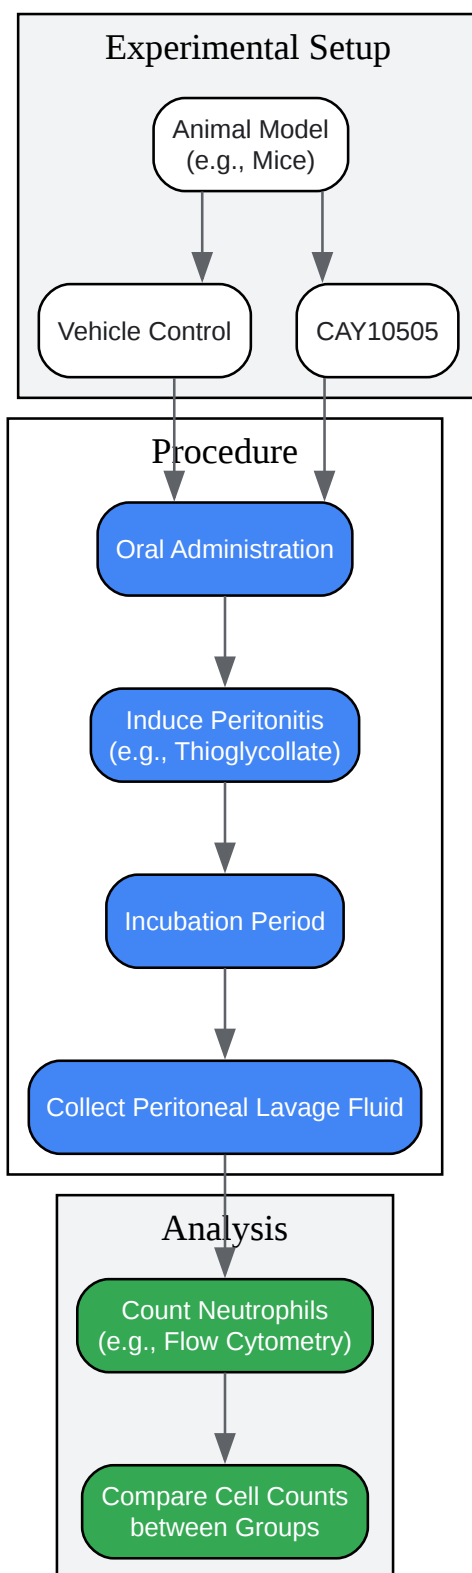 Experimental Setup
Animal Model
(e.g., Mice)
Vehicle Control
CAY10505
Procedure
Oral Administration
Induce Peritonitis
(e.g., Thioglycollate)
Incubation Period
Collect Peritoneal Lavage Fluid
Analysis
Count Neutrophils
(e.g., Flow Cytometry)
Compare Cell Counts
between Groups